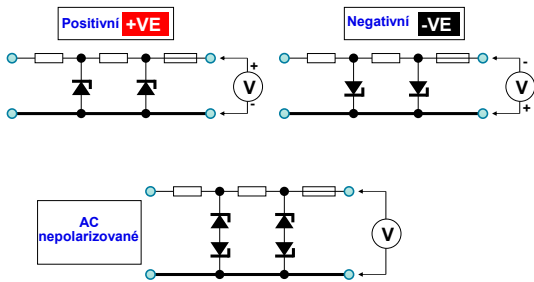 Positivní +VE
Negativní -VE
+
V
-
-
V
+
AC
nepolarizované
V